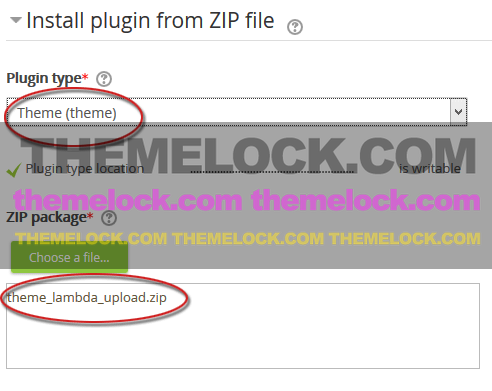 Install plugin from ZIP file ?
Plugin type* ?
Theme (theme)
THEMELOCK.COM
Plugin type location is writable
themelock.com themelock.com
ZIP package* ?
THEMELOCK.COM THEMELOCK.COM THEMELOCK.COM
Choose a file...
theme_lambda_upload.zip